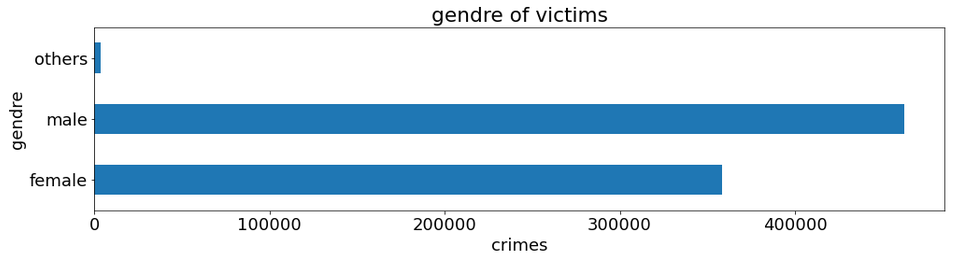 gendre of victims
others
male
female
gendre
0 100000 200000 300000 400000
crimes